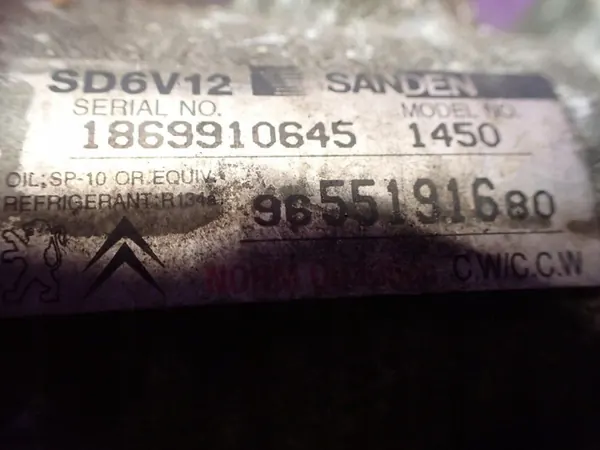 SD6V12 SANDEN
SERIAL NO. MODEL NO.
1869910645 1450
OIL;SP-10 OR EQUIV.
REFRIGERANT;R134a
9655191680
C.W/C.C.W